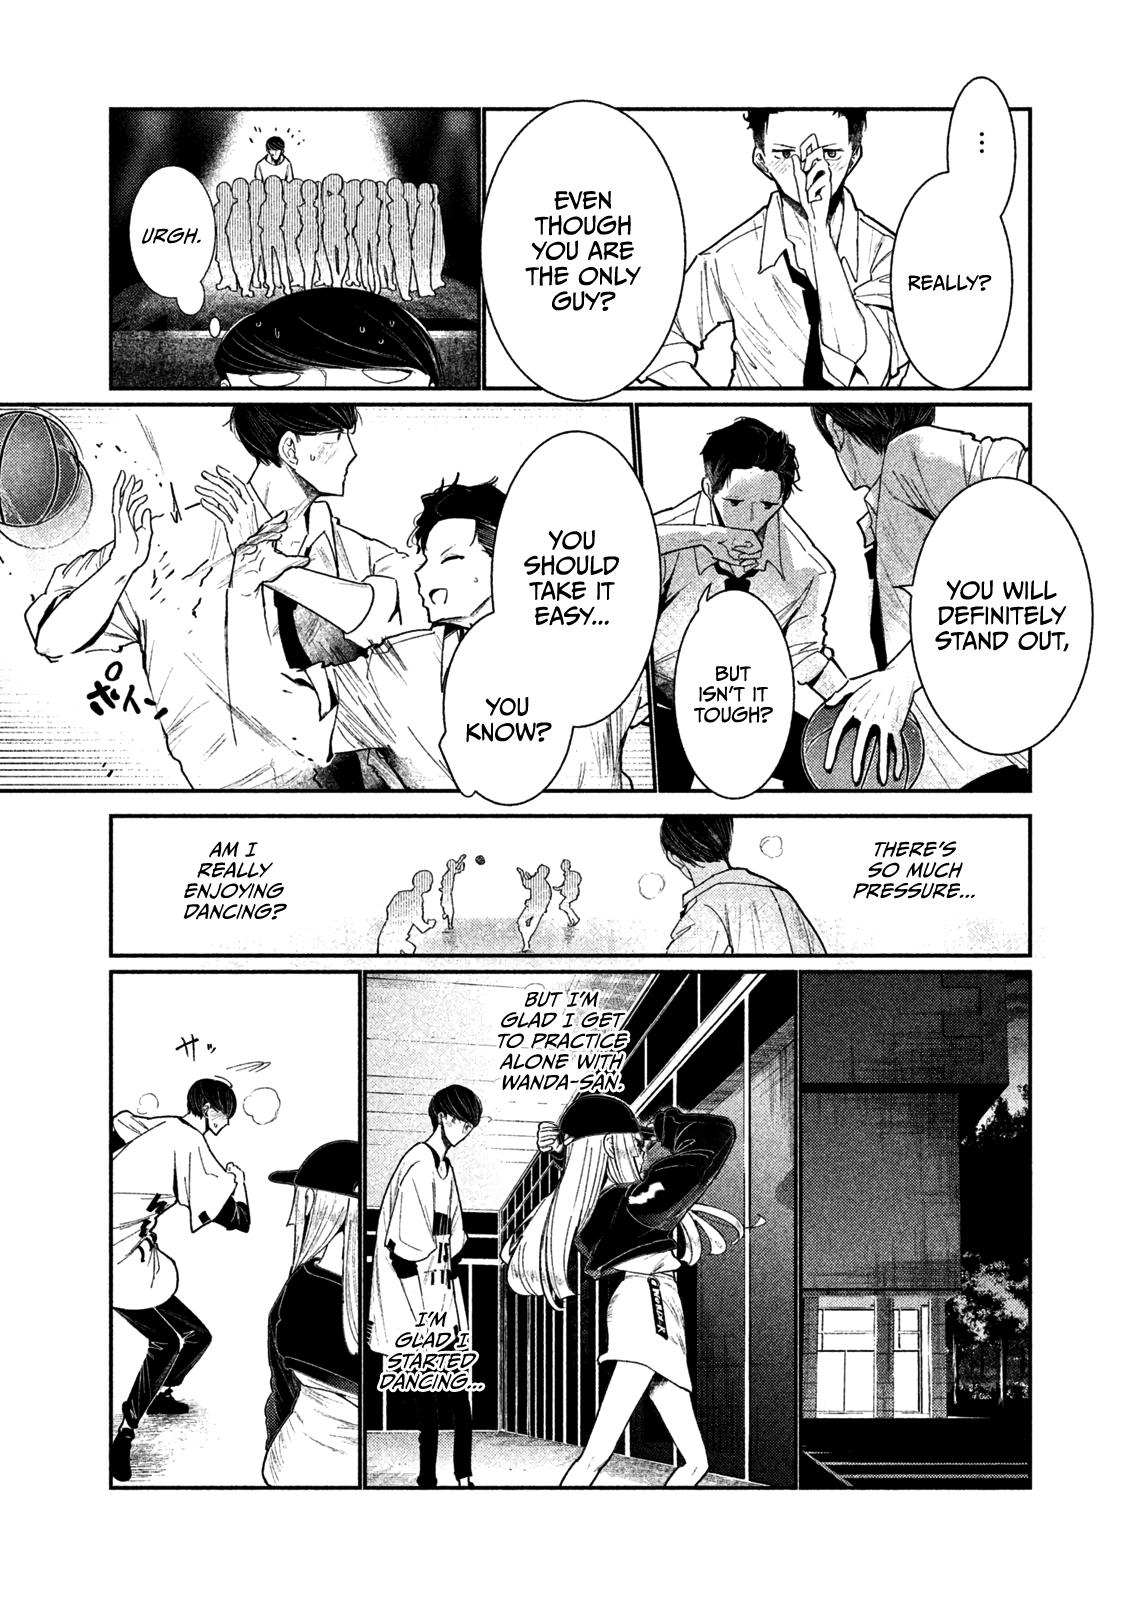 ...
REALLY?
EVEN
THOUGH
YOU ARE
THE ONLY
GUY?
URGH.
YOU WILL
DEFINITELY
STAND OUT,
BUT
ISN'T IT
TOUGH?
YOU
SHOULD
TAKE IT
EASY...
YOU
KNOW?
ポイー
THERE'S
SO MUCH
PRESSURE...
AM I
REALLY
ENJOYING
DANCING?
BUT I'M
GLAD I GET
TO PRACTICE
ALONE WITH
WANDA-SAN.
I'M
GLAD I
STARTED
DANCING...
サッ